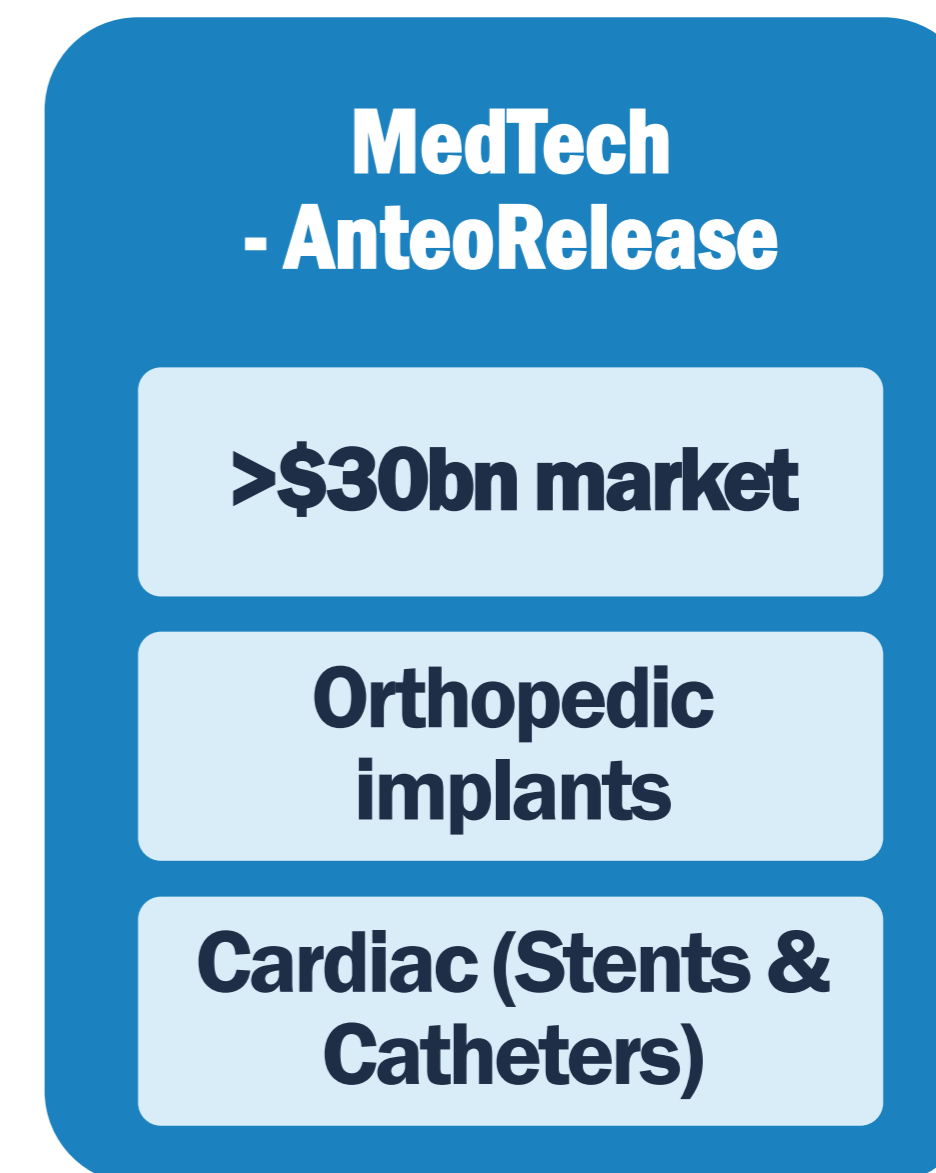 MedTech
- AnteoRelease
>$30bn market
Orthopedic
implants
Cardiac (Stents &
Catheters)